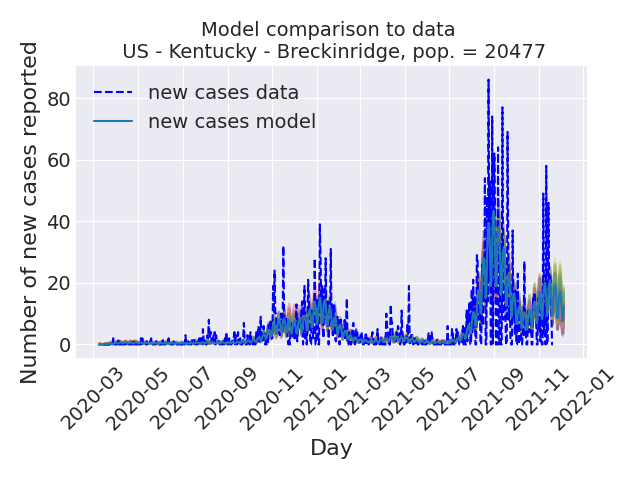 Model comparison to data
US - Kentucky - Breckinridge, pop. = 20477
Number of new cases reported
80
60
40
20
0
new cases data
new cases model
2020-03
2020-05
2020-07
2020-09
2020-11
2021-01
2021-03
2021-05
2021-07
2021-09
2021-11
2022-01
Day